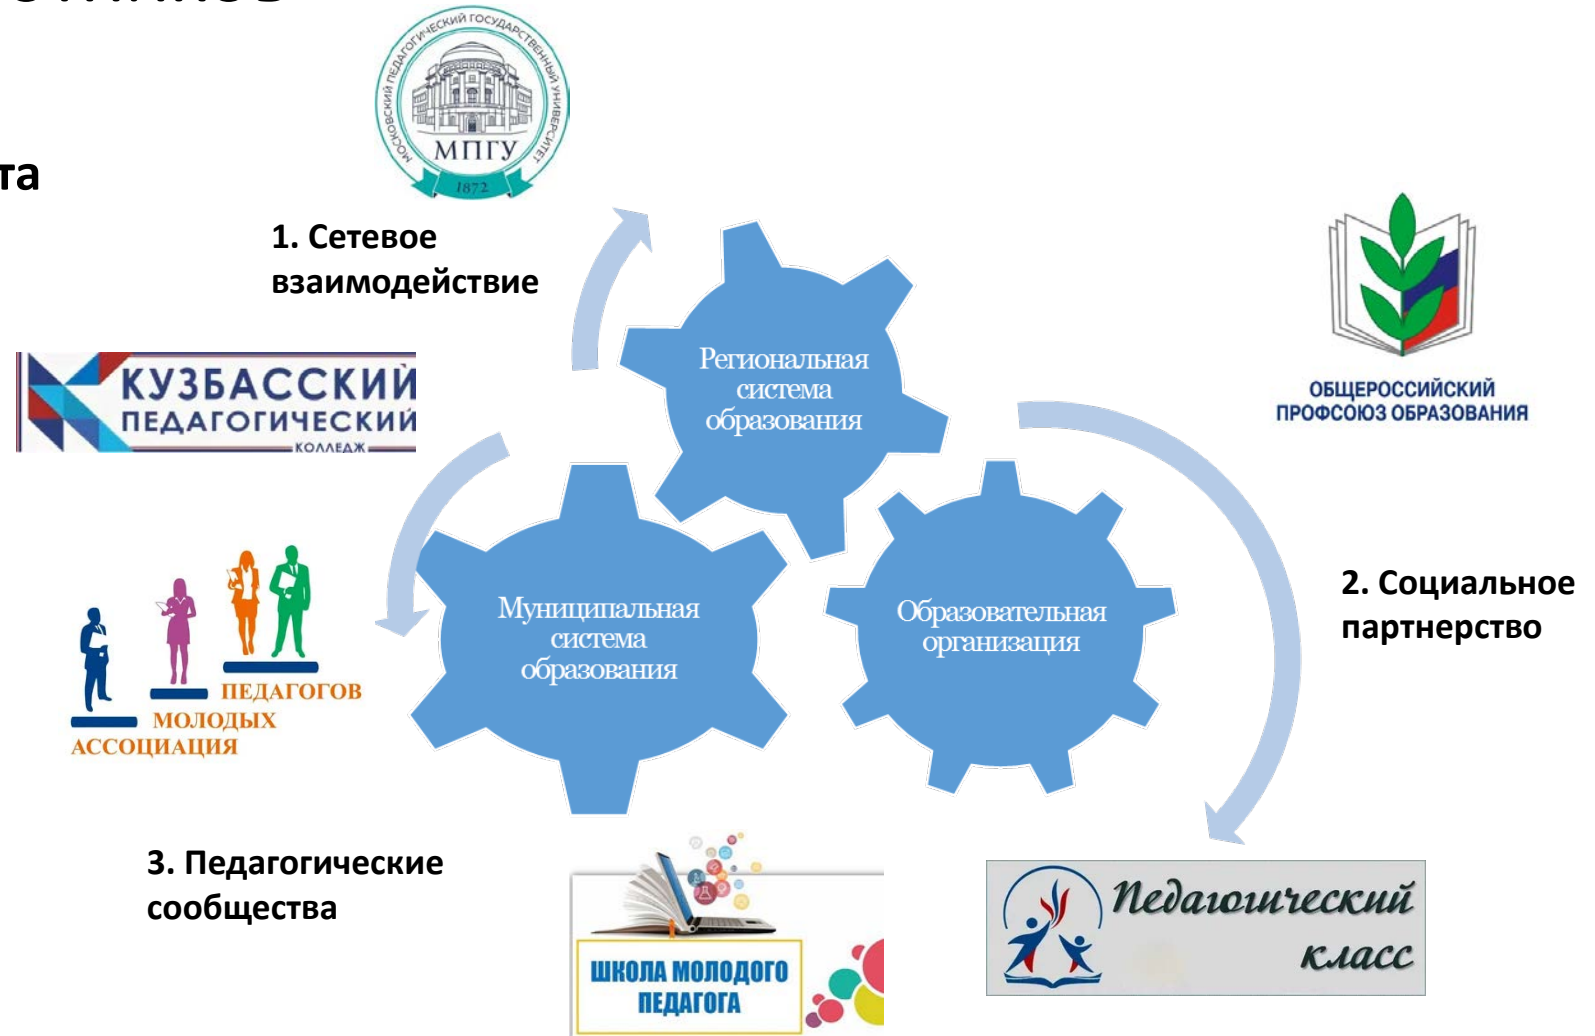 та
МОСКОВСКИЙ ПЕДАГОГИЧЕСКИЙ ГОСУДАРСТВЕННЫЙ УНИВЕРСИТЕТ
МПГУ
1872
1. Сетевое
взаимодействие
КУЗБАССКИЙ
ПЕДАГОГИЧЕСКИЙ
КОЛЛЕДЖ
Региональная
система
образования
ОБЩЕРОССИЙСКИЙ
ПРОФСОЮЗ ОБРАЗОВАНИЯ
Муниципальная
система
образования
Образовательная
организация
2. Социальное
партнерство
ПЕДАГОГОВ
МОЛОДЫХ
АССОЦИАЦИЯ
3. Педагогические
сообщества
ШКОЛА МОЛОДОГО
ПЕДАГОГА
Педагогический
класс